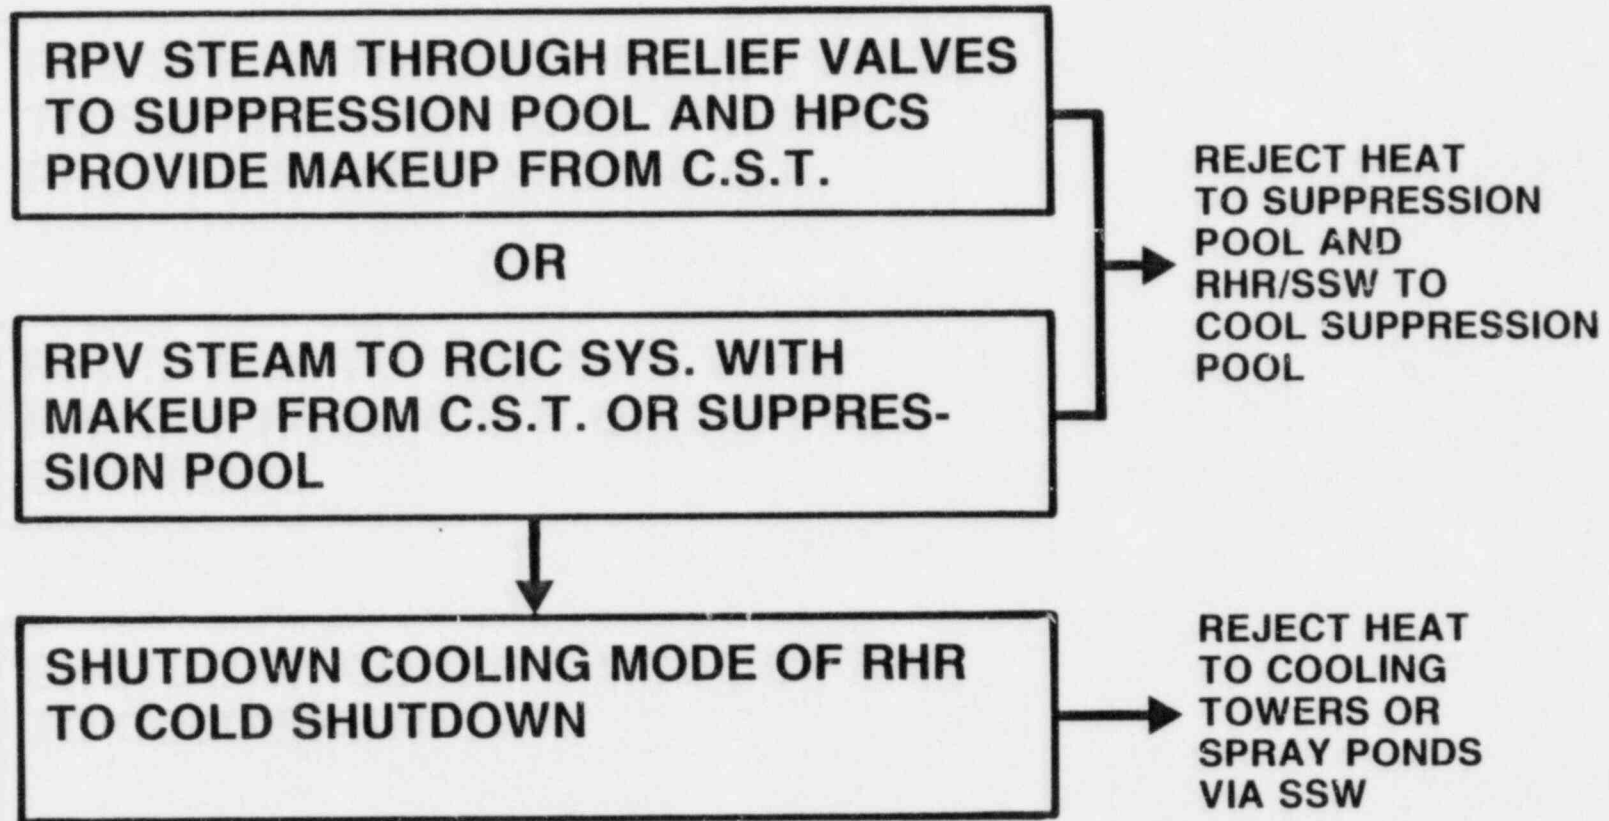 RPV STEAM THROUGH RELIEF VALVES
TO SUPPRESSION POOL AND HPCS
PROVIDE MAKEUP FROM C.S.T.
OR
RPV STEAM TO RCIC SYS. WITH
MAKEUP FROM C.S.T. OR SUPPRES-
SION POOL
REJECT HEAT
TO SUPPRESSION
POOL AND
RHR/SSW TO
COOL SUPPRESSION
POOL
SHUTDOWN COOLING MODE OF RHR
TO COLD SHUTDOWN
REJECT HEAT
TO COOLING
TOWERS OR
SPRAY PONDS
VIA SSW